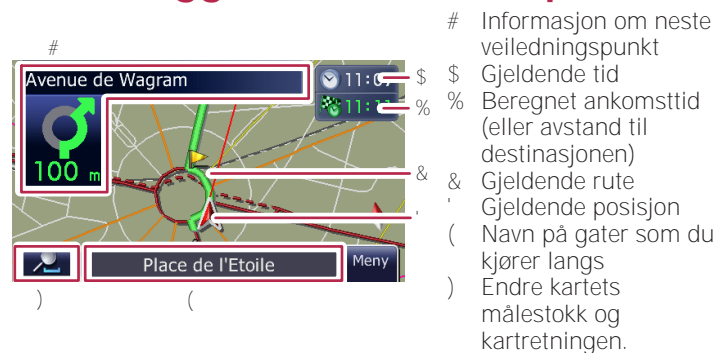 #
Avenue de Wagram
100 m
11:07
11:11
$
%
&
'
Place de l'Etoile
Meny
)
(
# Informasjon om neste
veiledningspunkt
$ Gjeldende tid
% Beregnet ankomsttid
(eller avstand til
destinasjonen)
& Gjeldende rute
' Gjeldende posisjon
( Navn på gater som du
kjører langs
) Endre kartets
målestokk og
kartretningen.